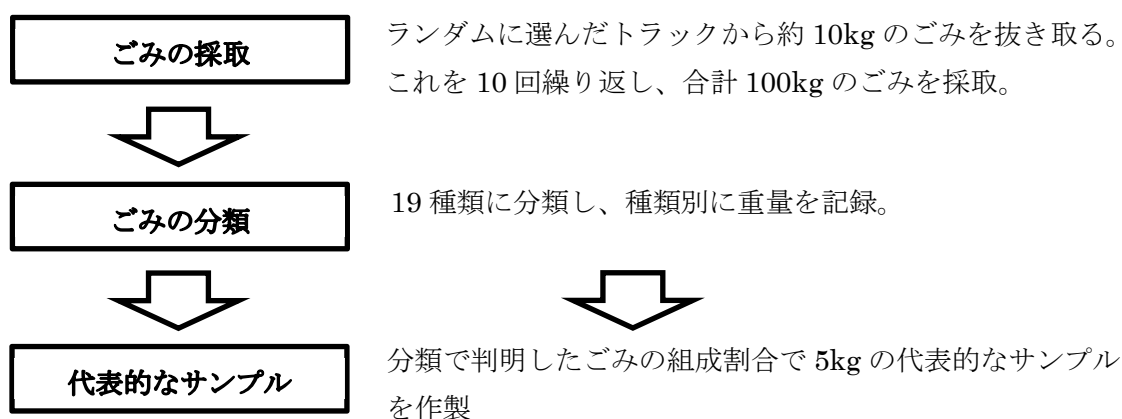 ごみの採取
ランダムに選んだトラックから約 10kg のごみを抜き取る。
これを 10 回繰り返し、合計 100kg のごみを採取。
ごみの分類
19 種類に分類し、種類別に重量を記録。
代表的なサンプル
分類で判明したごみの組成割合で 5kg の代表的なサンプル
を作製